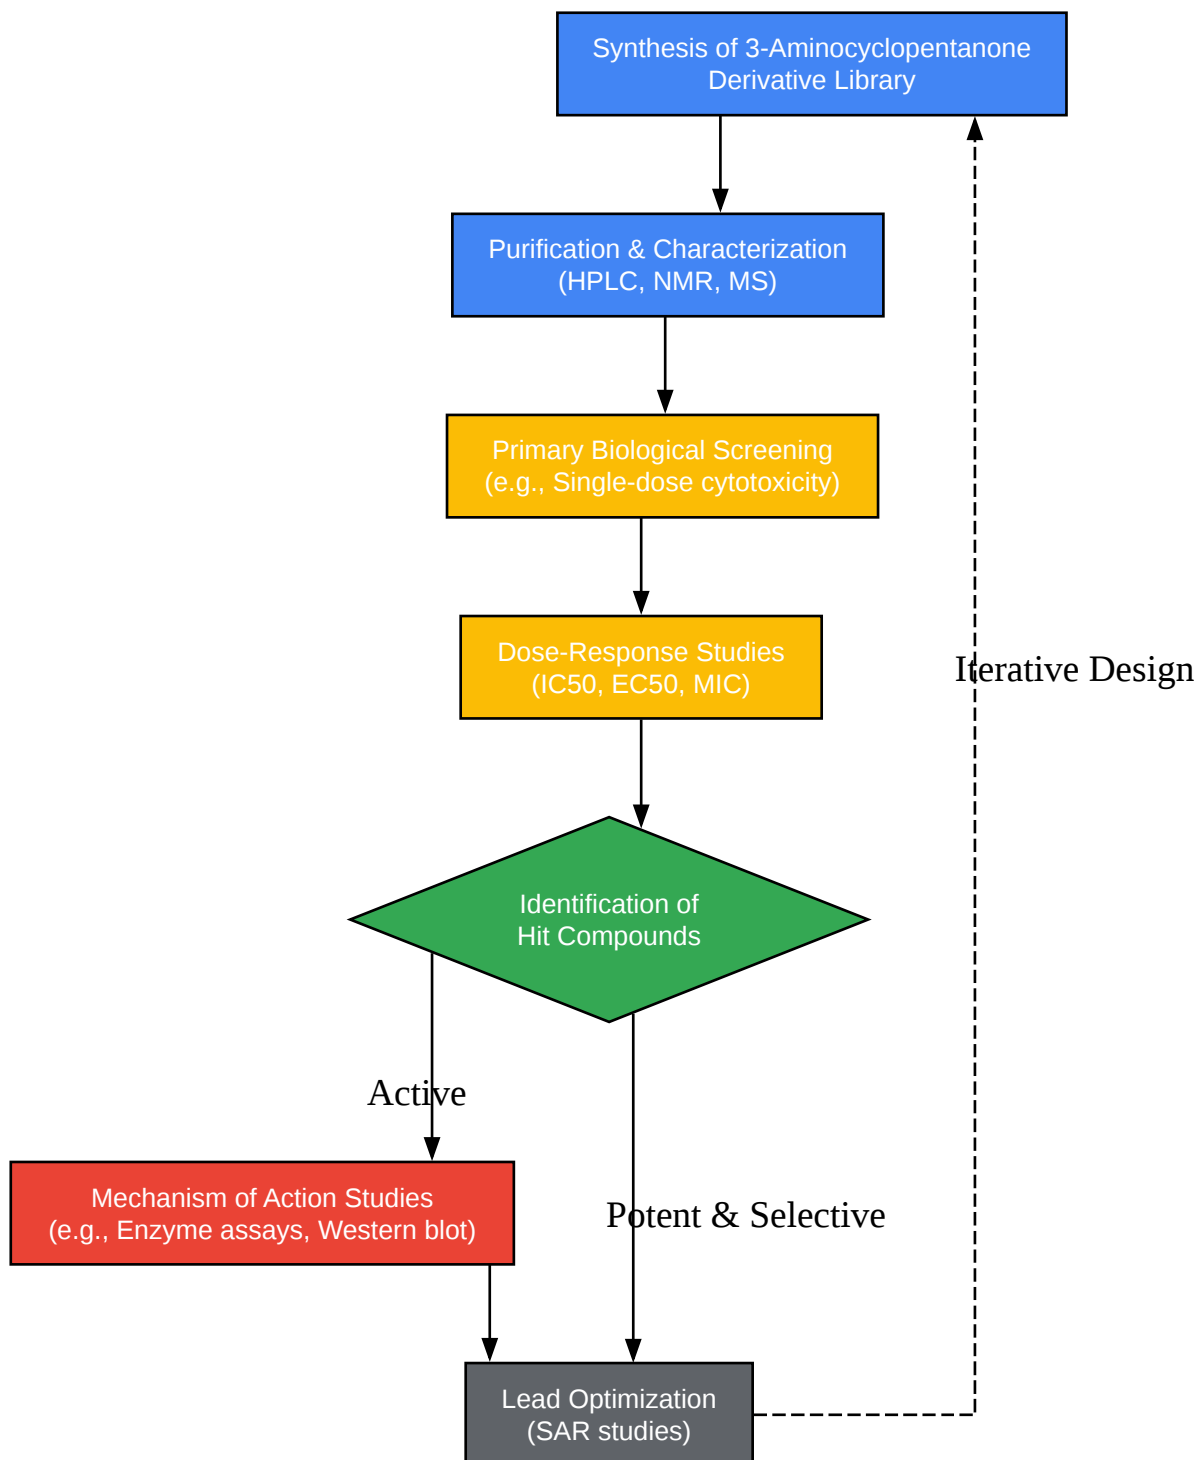 Synthesis of 3-Aminocyclopentanone
Derivative Library
Purification & Characterization
(HPLC, NMR, MS)
Primary Biological Screening
(e.g., Single-dose cytotoxicity)
Dose-Response Studies
(IC50, EC50, MIC)
Iterative Design
Identification of
Hit Compounds
Active
Mechanism of Action Studies
(e.g., Enzyme assays, Western blot)
Potent & Selective
Lead Optimization
(SAR studies)